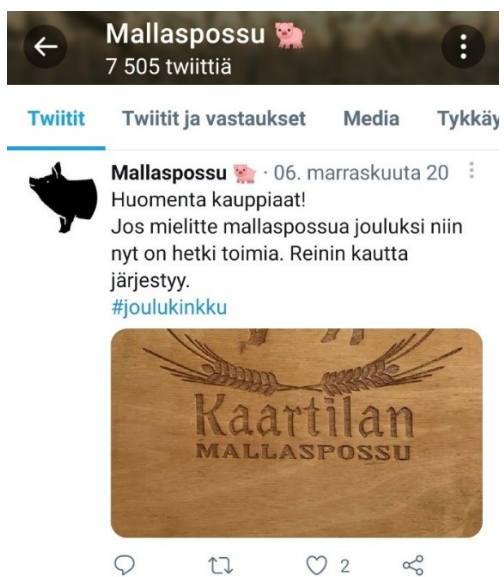 Mallaspossu 🐖
7 505 twiittiä
Twiitit Twiitit ja vastaukset Media Tykkäy
Mallaspossu 🐖 · 06. marraskuuta 20
Huomenta kauppiaat!
Jos mielitte mallaspossua jouluksi niin
nyt on hetki toimia. Reinin kautta
järjestyy.
#joulukinkku
Kaartilan
MALLASPOSSU
2